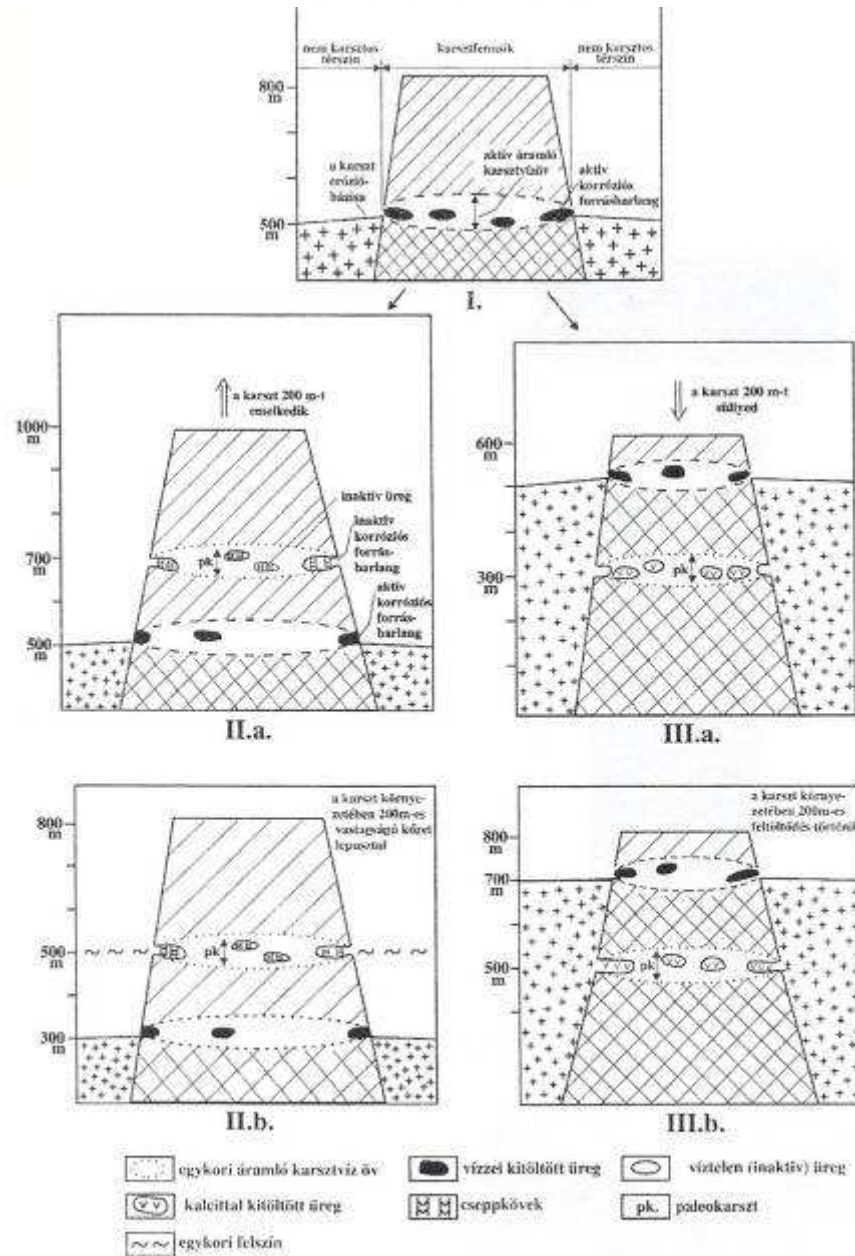 nem karsztos
térszín
karsztfennsík
nem karsztos
térszín
800
m
a karszt
erózió-
bázisa
aktív áramló
karsztvízöv
aktív
korróziós
forrásbarlang
500
m
I.
a karszt 200 m-t
emelkedik
1000
m
inaktív üreg
inaktív
korróziós
forrás-
barlang
pk
700
m
aktív
korróziós
forrás-
barlang
500
m
II.a.
a karszt 200 m-t
süllyed
600
m
pk
300
m
III.a.
a karszt környe-
zetében 200m-es
vastagságú kőzet
lepusztul
800
m
pk
500
m
300
m
II.b.
a karszt környe-
zetében 200m-es
feltöltődés történik
800
m
700
m
pk
500
m
III.b.
egykori áramló karsztvíz öv
vízzel kitöltött üreg
víztelen (inaktív) üreg
kalcittal kitöltött üreg
cseppkövek
pk. paleokarszt
egykori felszín